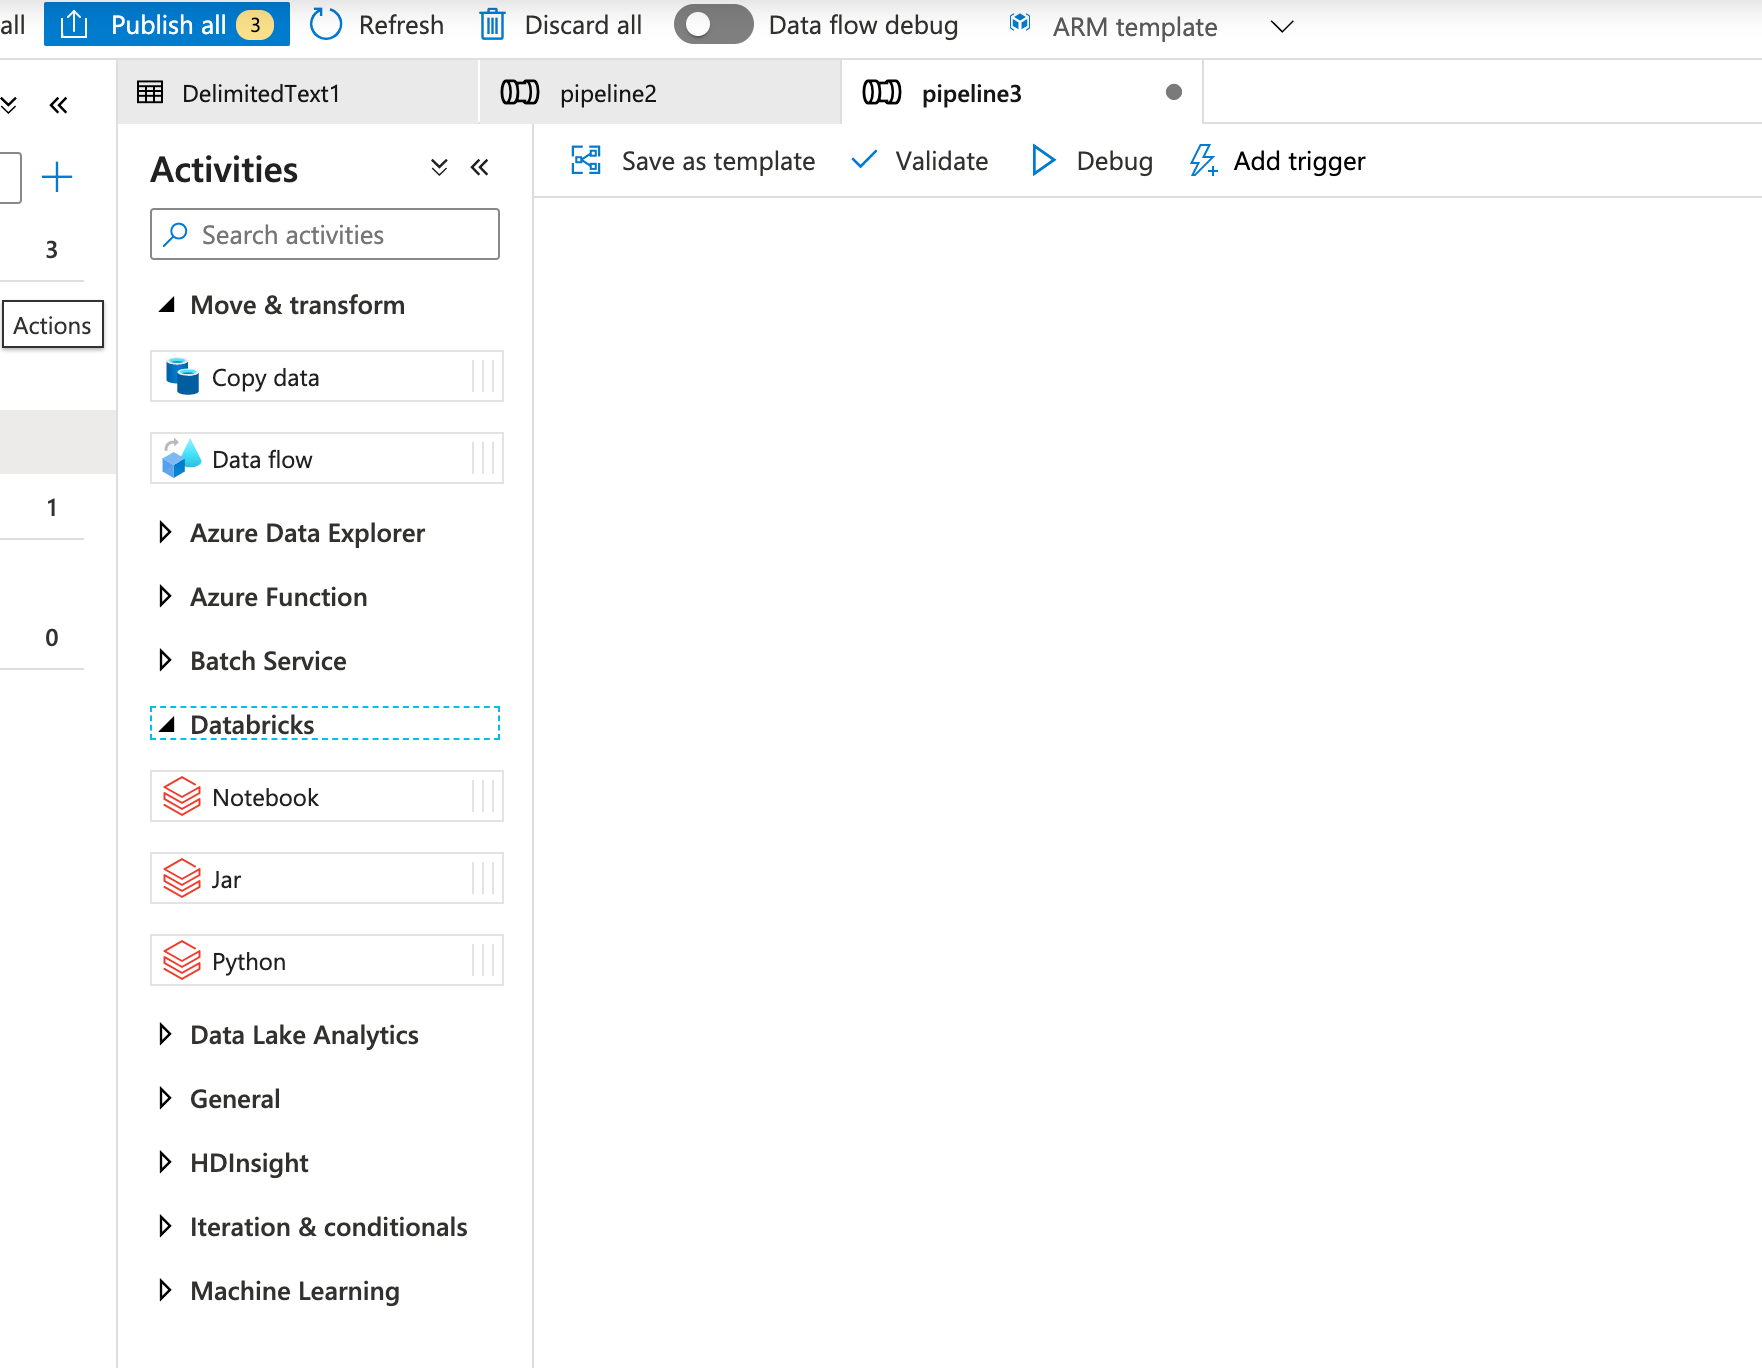 all Publish all 3 Refresh Discard all Data flow debug ARM template
DelimitedText1 pipeline2 pipeline3
Activities
Save as template Validate Debug Add trigger
Search activities
3
Move & transform
Actions
Copy data
Data flow
1
Azure Data Explorer
Azure Function
0
Batch Service
Databricks
Notebook
Jar
Python
Data Lake Analytics
General
HDInsight
Iteration & conditionals
Machine Learning